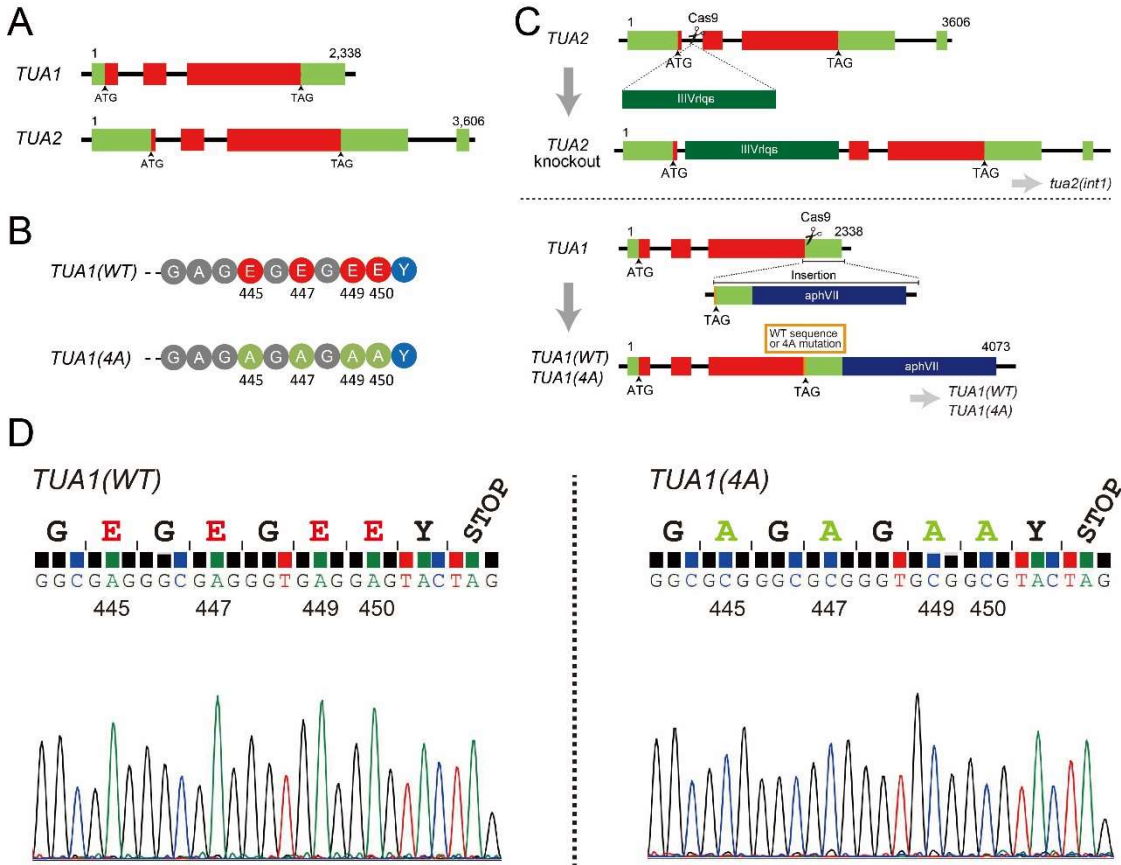 A
1
2,338
TUA1
ATG
TAG
1
3,606
TUA2
ATG
TAG
B
TUA1(WT) --GAGEGEGEEY
445 447 449 450
TUA1(4A) --GAGAGAGAAY
445 447 449 450
C
Cas9
1
3606
TUA2
ATG
TAG
aphVIII
1
TUA2
knockout
aphVIII
ATG
TAG
tua2(int1)
Cas9
1
2338
TUA1
ATG
Insertion
aphVII
TAG
WT sequence
or 4A mutation
1
4073
TUA1(WT)
TUA1(4A)
aphVII
ATG
TAG
TUA1(WT)
TUA1(4A)
D
TUA1(WT)
G E G E G E E Y STOP
GGCGAGGGCGAGGGTGAGGAGTACTAG
445 447 449 450
TUA1(4A)
G A G A G A A Y STOP
GGCGCGGGCGCGGGTGCGGCGTACTAG
445 447 449 450